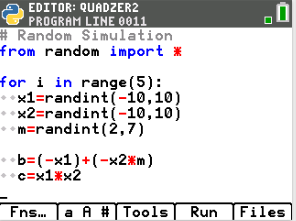 EDITOR: QUADZER2
PROGRAM LINE 0011
# Random Simulation
from random import *
for i in range(5):
··x1=randint(-10,10)
··x2=randint(-10,10)
··m=randint(2,7)
··b=(-x1)+(-x2*m)
··c=x1*x2
Fns… a A # Tools Run Files